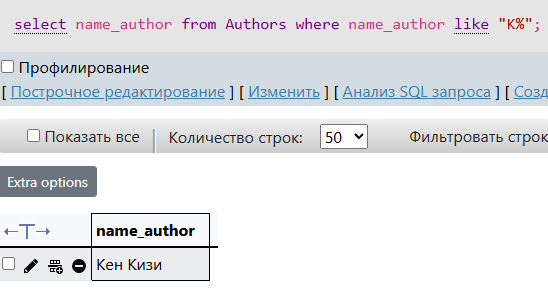 select name_author from Authors where name_author like "К%";
Профилирование
[ Построчное редактирование ] [ Изменить ] [ Анализ SQL запроса ] [ Созд
Показать все Количество строк: 50 Фильтровать строк
Extra options
←T→ name_author
Кен Кизи